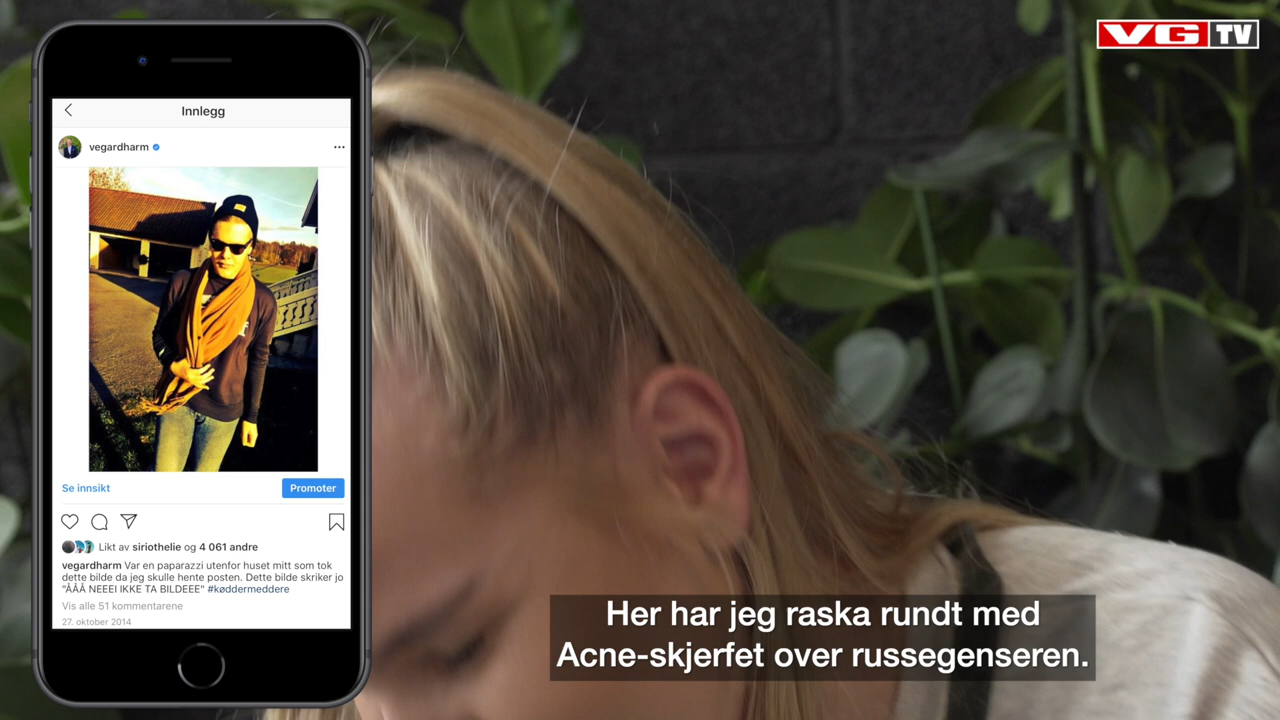 VG TV
Innlegg
vegardharm
Se innsikt
Promoter
Likt av siriothelie og 4 061 andre
vegardharm Var en paparazzi utenfor huset mitt som tok
dette bilde da jeg skulle hente posten. Dette bilde skriker jo
"ÅÅÅ NEEEI IKKE TA BILDEEE" #køddermeddere
Vis alle 51 kommentarene
27. oktober 2014
Her har jeg raska rundt med
Acne-skjerfet over russegenseren.